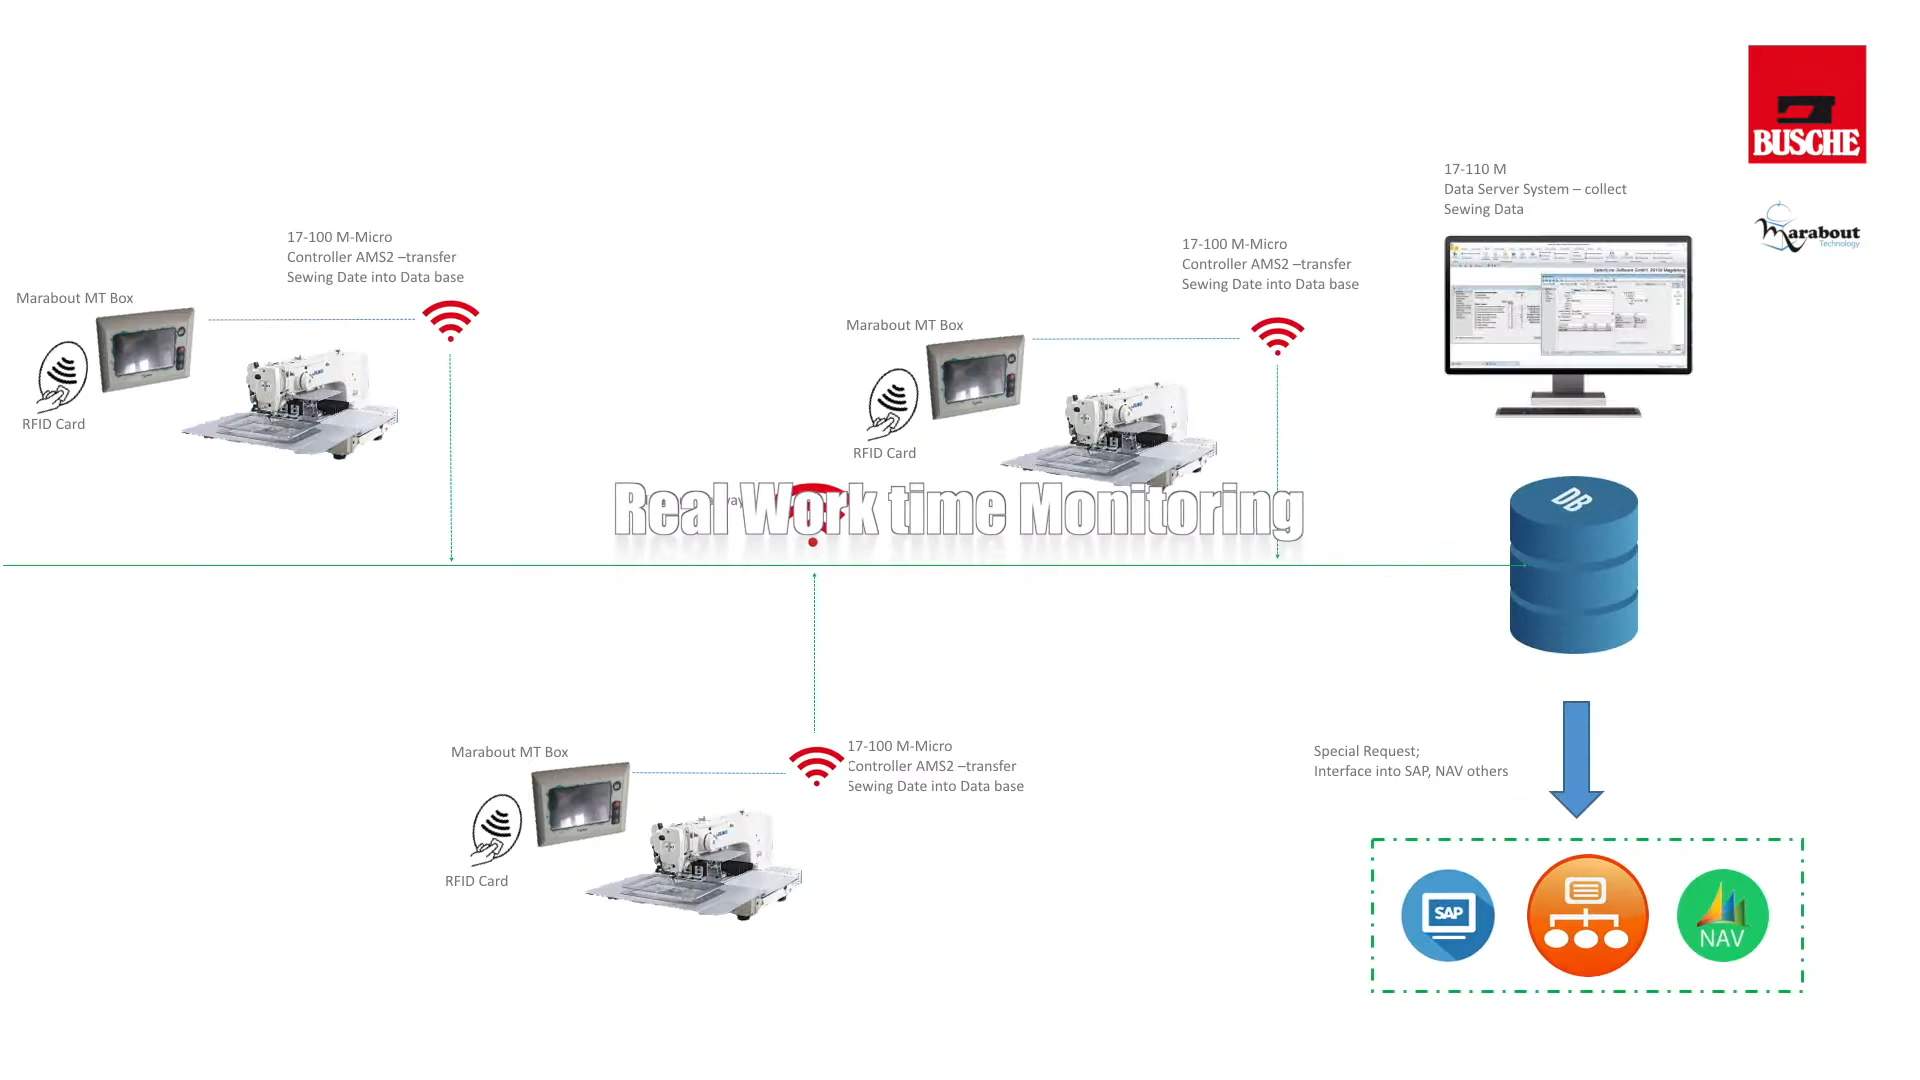 BUSCHE
Marabout
Technology
17-110 M
Data Server System – collect
Sewing Data
17-100 M-Micro
Controller AMS2 –transfer
Sewing Date into Data base
Marabout MT Box
RFID Card
17-100 M-Micro
Controller AMS2 –transfer
Sewing Date into Data base
Marabout MT Box
RFID Card
Real Work time Monitoring
DB
17-100 M-Micro
Controller AMS2 –transfer
Sewing Date into Data base
Marabout MT Box
RFID Card
Special Request;
Interface into SAP, NAV others
SAP
NAV